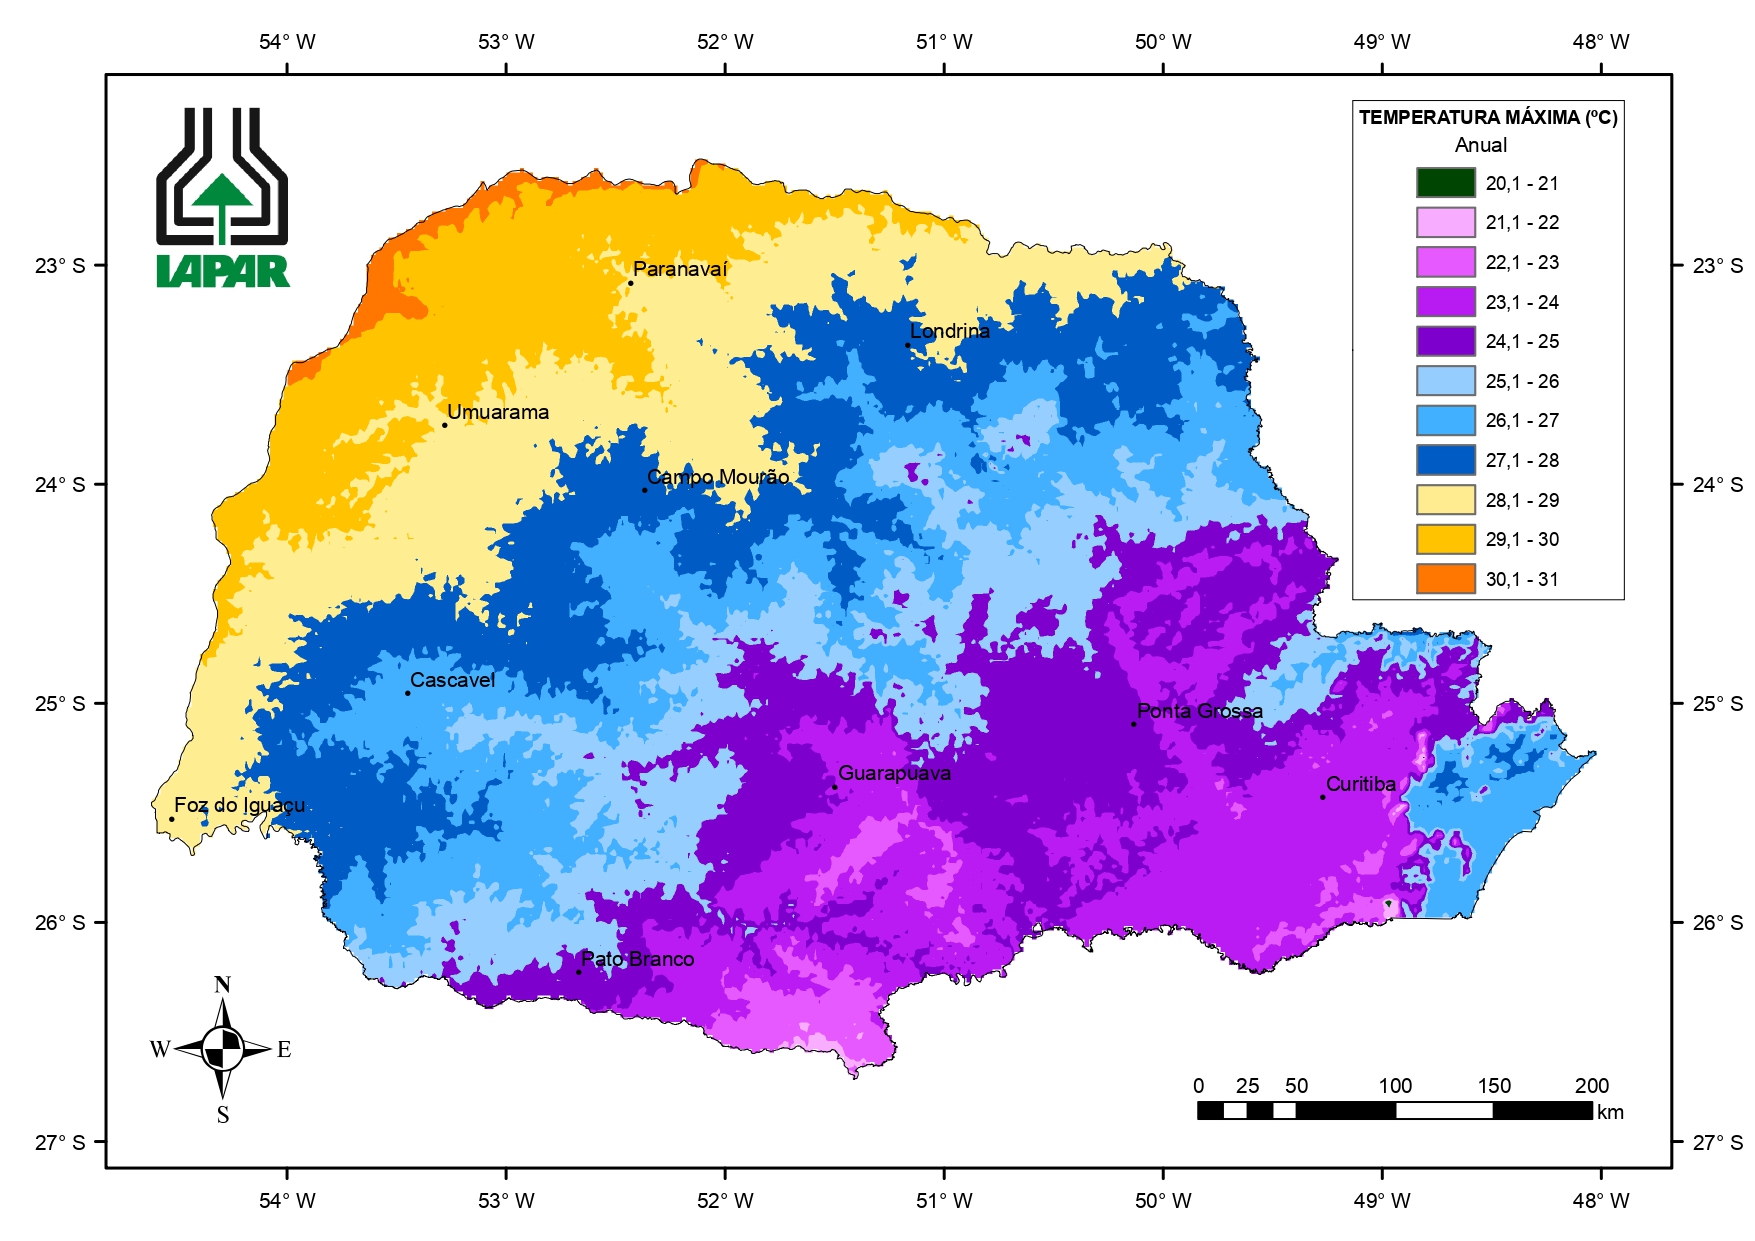 54° W 53° W 52° W 51° W 50° W 49° W 48° W
IAPAR
TEMPERATURA MÁXIMA (ºC)
Anual
20,1 - 21
21,1 - 22
22,1 - 23
23,1 - 24
24,1 - 25
25,1 - 26
26,1 - 27
27,1 - 28
28,1 - 29
29,1 - 30
30,1 - 31
23° S 23° S
Paranavaí
Londrina
Umuarama
Campo Mourão
24° S 24° S
Cascavel
25° S 25° S
Ponta Grossa
Guarapuava
Curitiba
Foz do Iguaçu
26° S 26° S
Pato Branco
N
W E
S
0 25 50 100 150 200
km
27° S 27° S
54° W 53° W 52° W 51° W 50° W 49° W 48° W